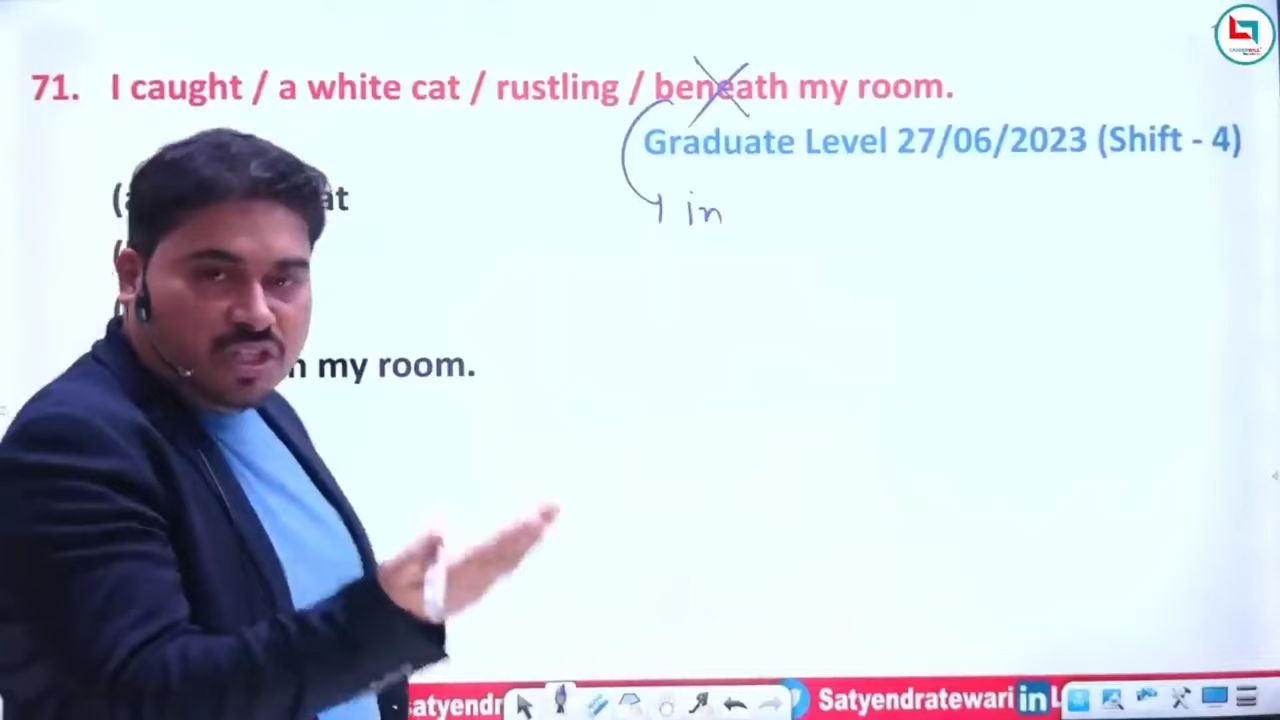 71. I caught / a white cat / rustling / beneath my room.
Graduate Level 27/06/2023 (Shift - 4)
in
my room.
Satyendratewari in